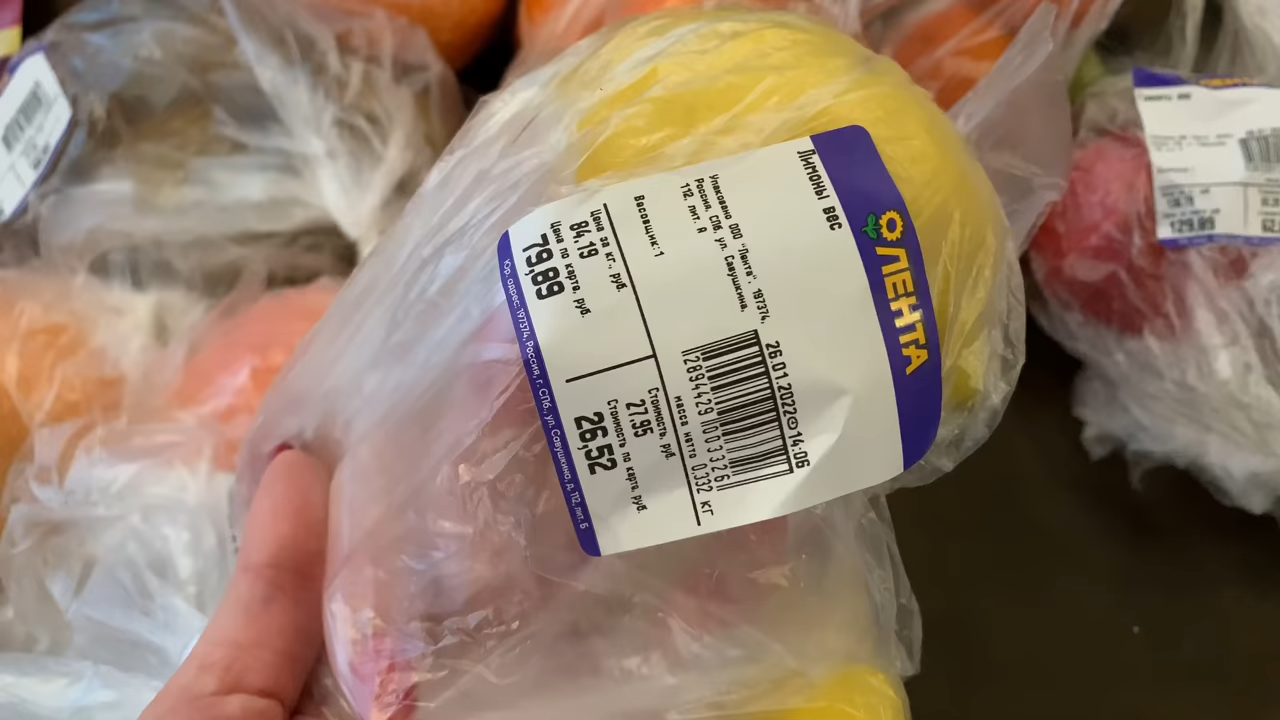 ЛЕНТА
Лимоны вес
Упаковано ООО "Лента", 197374,
Россия, СПб, ул. Савушкина,
112, лит. А
26.01.2022 14:06
2894429 003326
Весовщик:1
масса нетто 0,332 кг
Цена за кг., руб.
84.19
Цена по карте, руб.
79,89
Стоимость, руб.
27.95
Стоимость по карте, руб.
26,52
Юр. адрес:197374, Россия, г. СПб., ул. Савушкина, д. 112, лит. Б
129.89